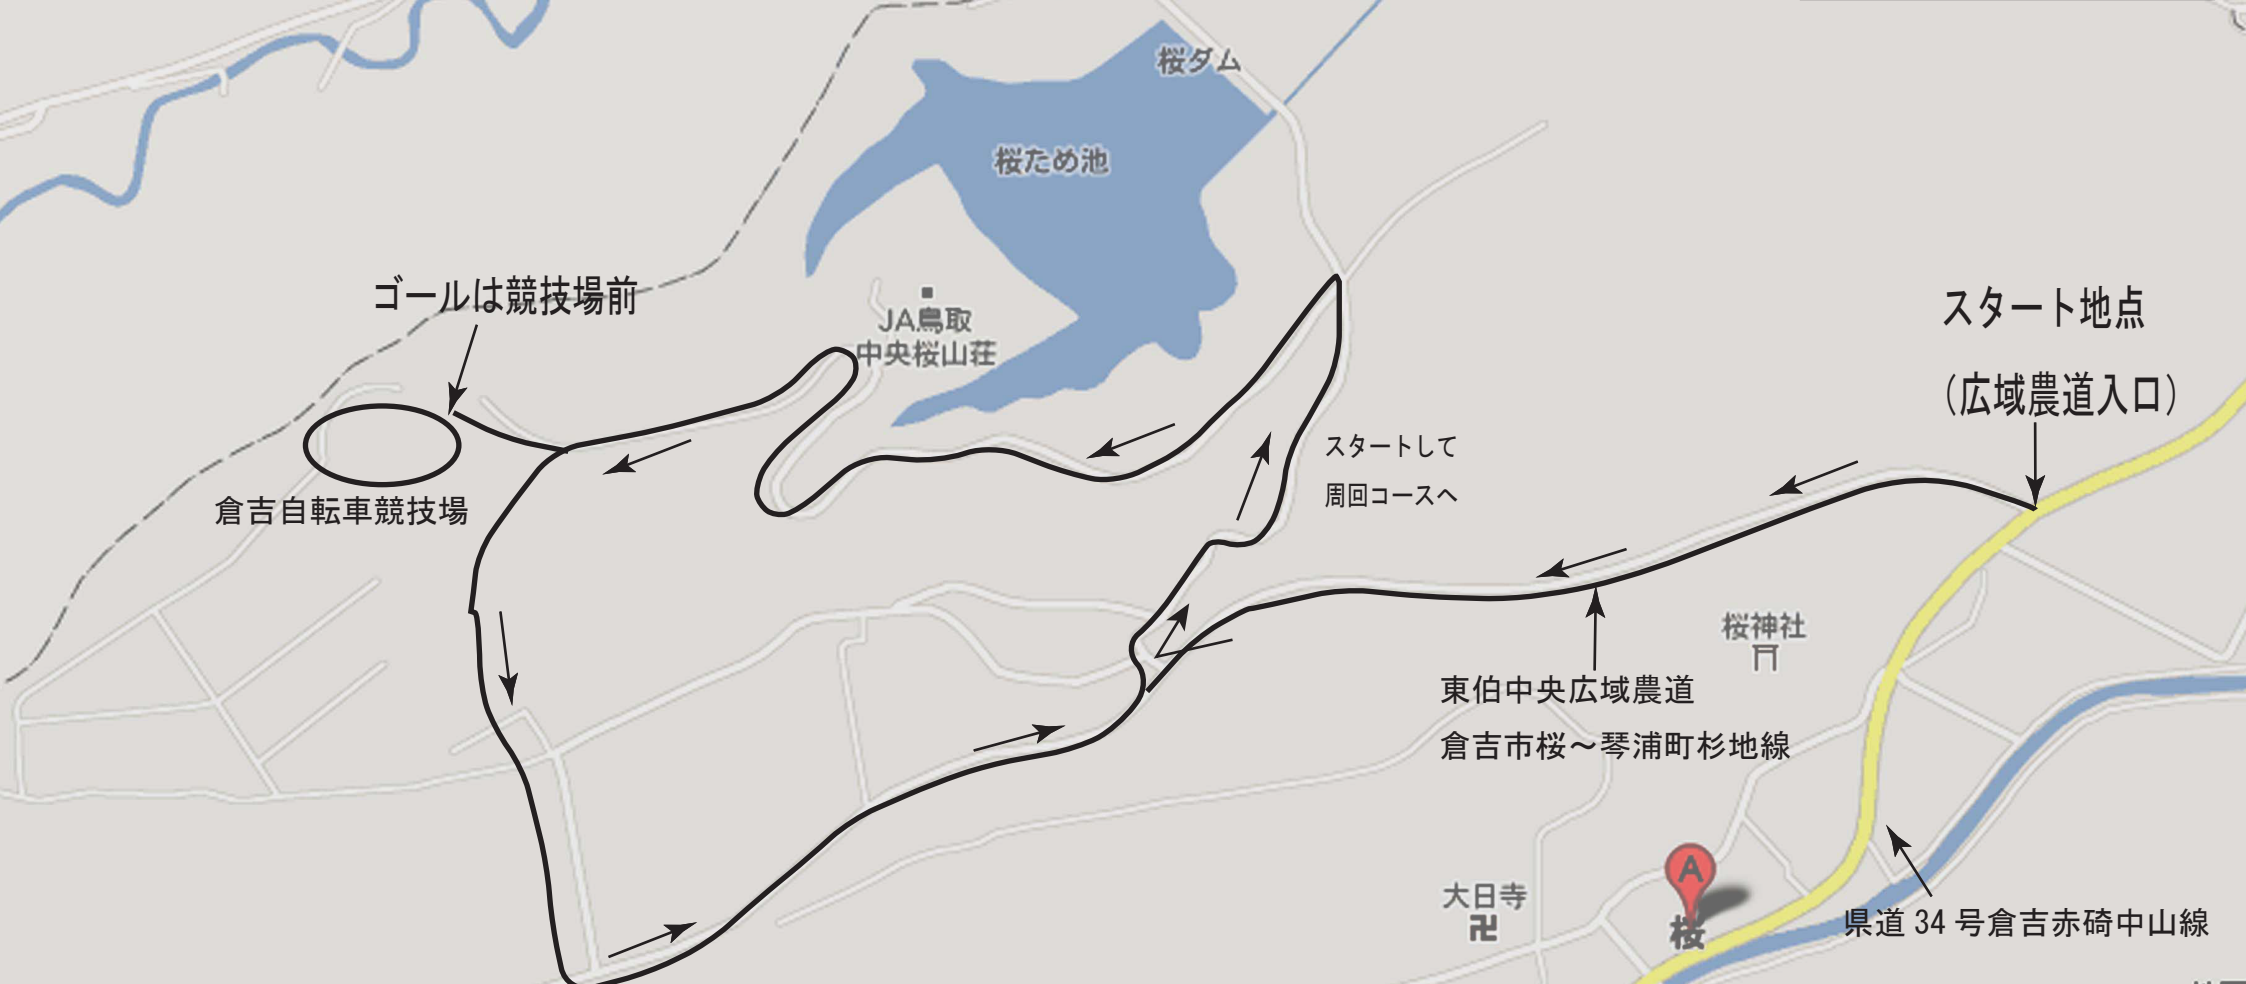 桜ダム
桜ため池
ゴールは競技場前
JA鳥取
中央桜山荘
スタート地点
（広域農道入口）
スタートして
周回コースへ
倉吉自転車競技場
桜神社
東伯中央広域農道
倉吉市桜～琴浦町杉地線
A
桜
大日寺
県道 34 号倉吉赤碕中山線